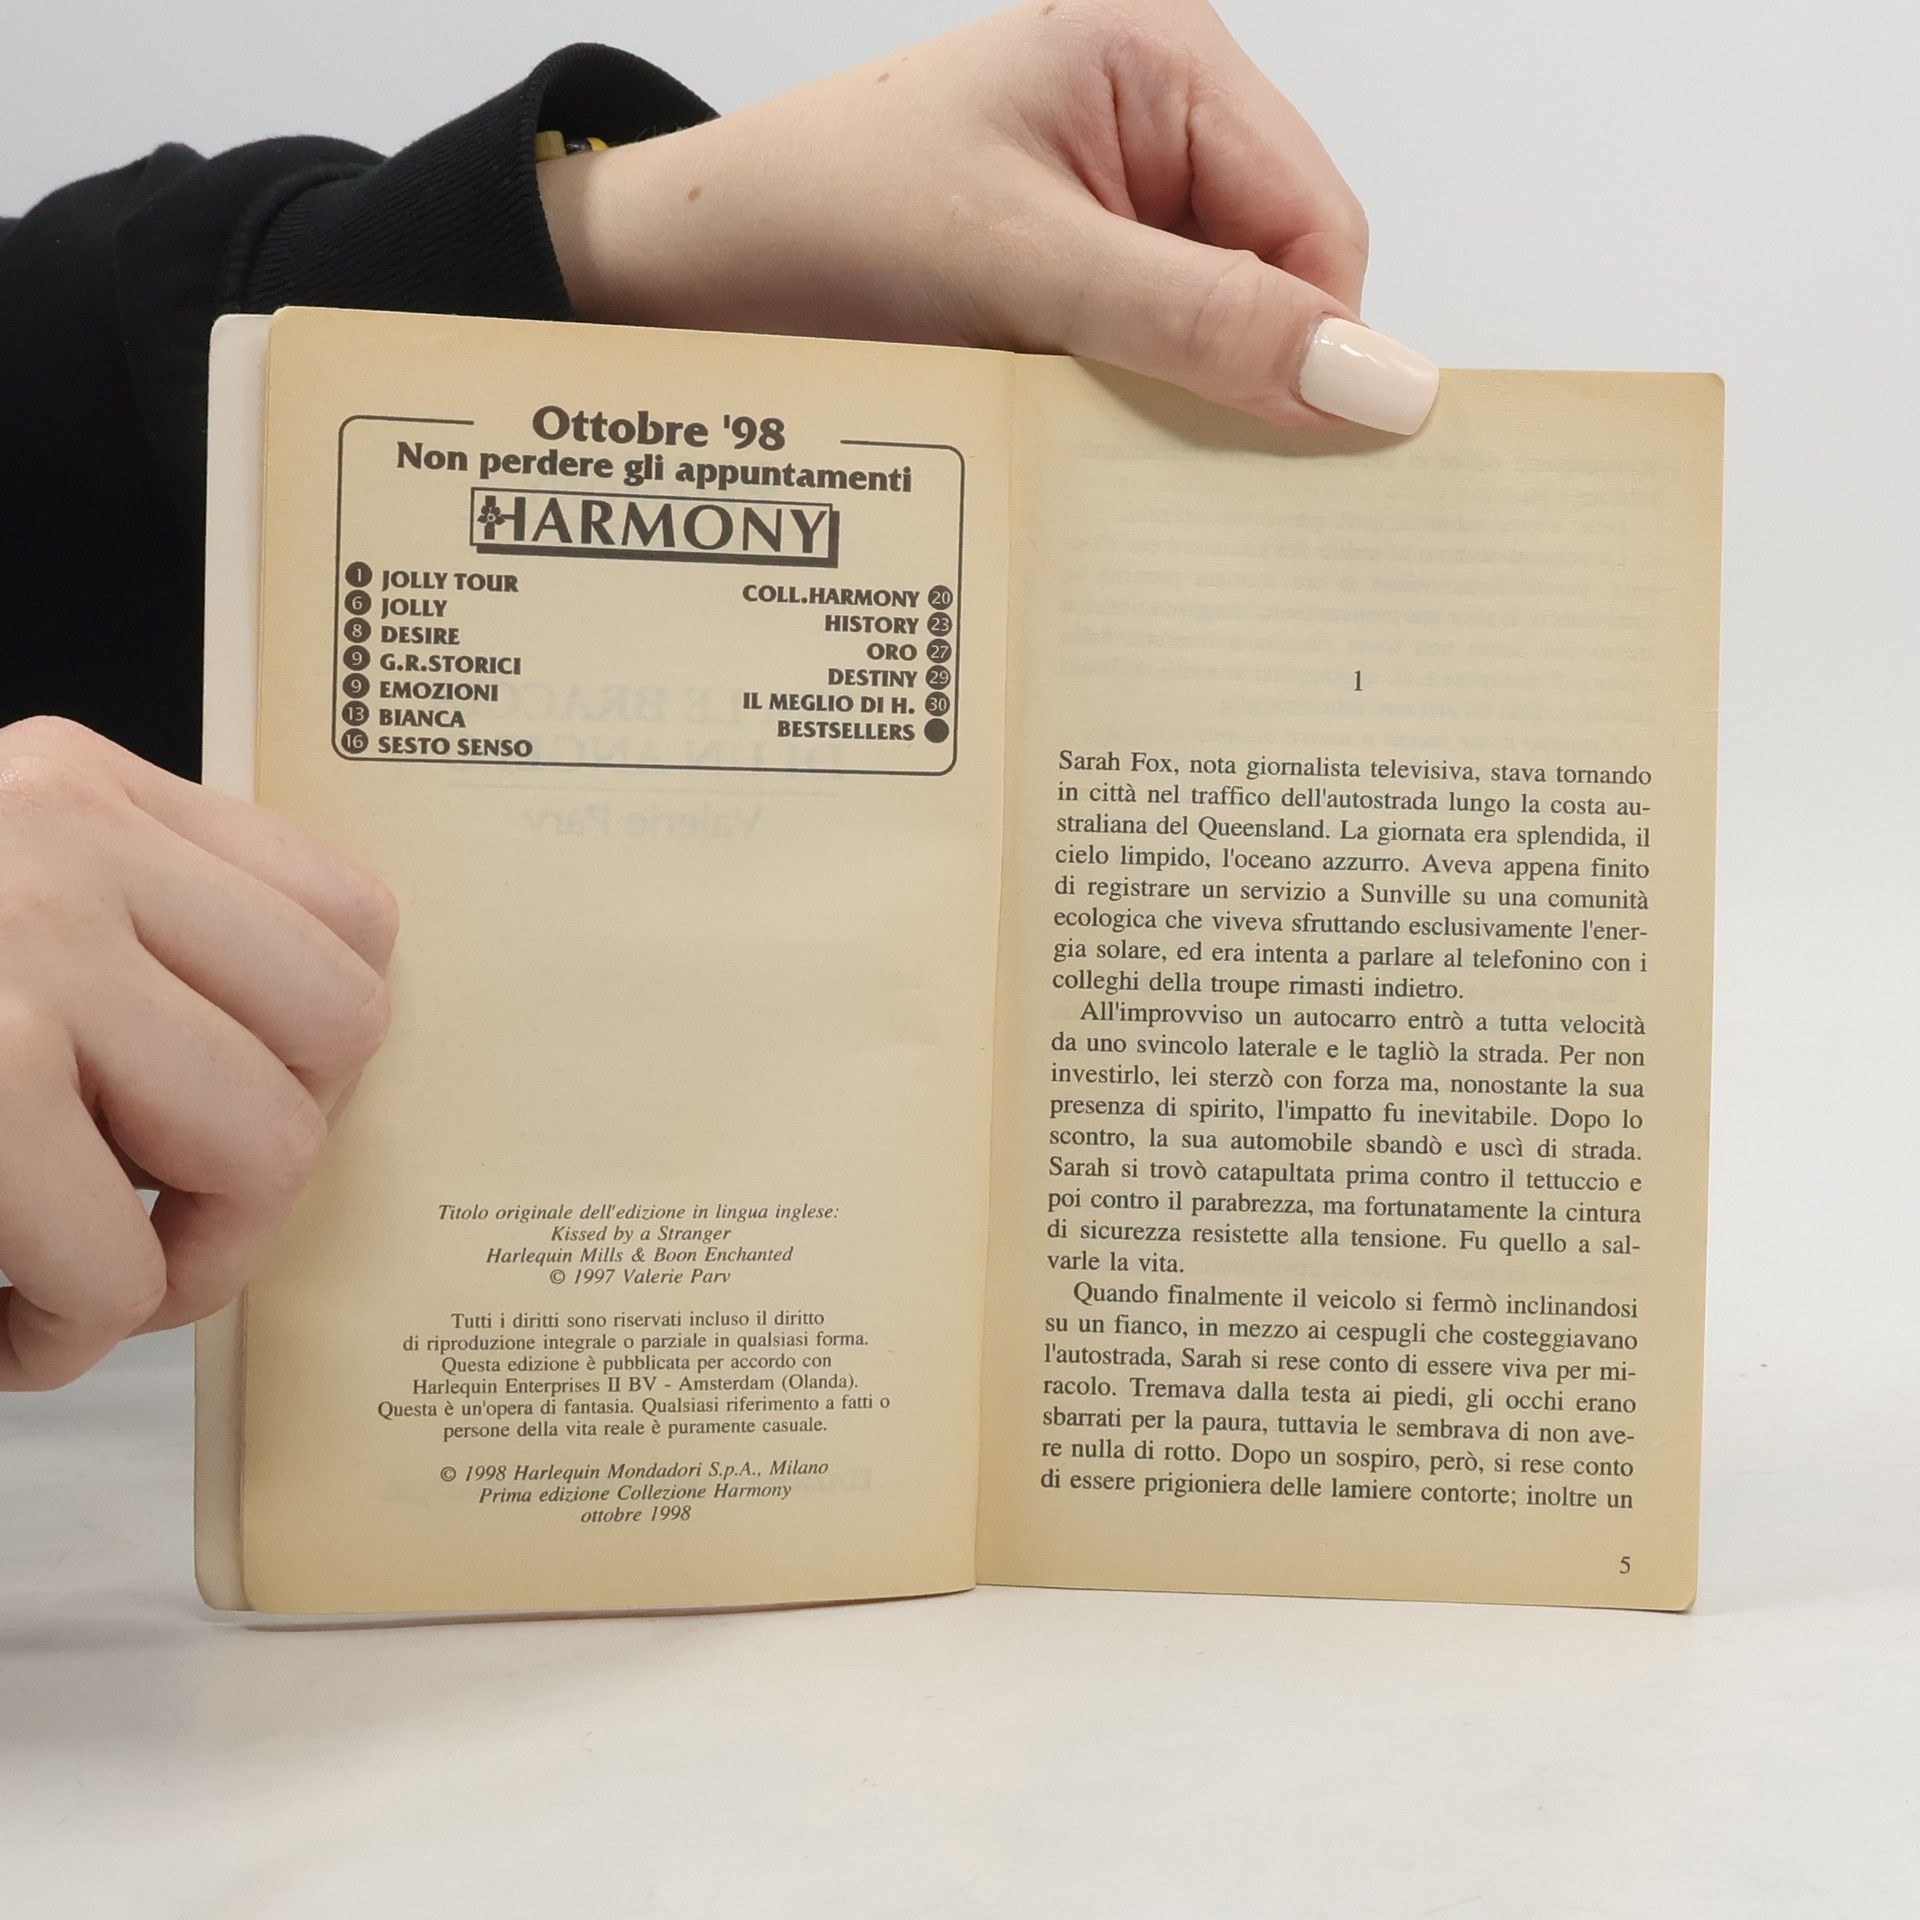 Ottobre '98
Non perdere gli appuntamenti
HARMONY
1 JOLLY TOUR
6 JOLLY
8 DESIRE
9 G.R.STORICI
9 EMOZIONI
13 BIANCA
16 SESTO SENSO
COLL.HARMONY 20
HISTORY 23
ORO 27
DESTINY 29
IL MEGLIO DI H. 30
BESTSELLERS
Titolo originale dell'edizione in lingua inglese:
Kissed by a Stranger
Harlequin Mills & Boon Enchanted
© 1997 Valerie Parv
Tutti i diritti sono riservati incluso il diritto
di riproduzione integrale o parziale in qualsiasi forma.
Questa edizione è pubblicata per accordo con
Harlequin Enterprises II BV - Amsterdam (Olanda).
Questa è un'opera di fantasia. Qualsiasi riferimento a fatti o
persone della vita reale è puramente casuale.
© 1998 Harlequin Mondadori S.p.A., Milano
Prima edizione Collezione Harmony
ottobre 1998
1
Sarah Fox, nota giornalista televisiva, stava tornando
in città nel traffico dell'autostrada lungo la costa au-
straliana del Queensland. La giornata era splendida, il
cielo limpido, l'oceano azzurro. Aveva appena finito
di registrare un servizio a Sunville su una comunità
ecologica che viveva sfruttando esclusivamente l'ener-
gia solare, ed era intenta a parlare al telefonino con i
colleghi della troupe rimasti indietro.
All'improvviso un autocarro entrò a tutta velocità
da uno svincolo laterale e le tagliò la strada. Per non
investirlo, lei sterzò con forza ma, nonostante la sua
presenza di spirito, l'impatto fu inevitabile. Dopo lo
scontro, la sua automobile sbandò e uscì di strada.
Sarah si trovò catapultata prima contro il tettuccio e
poi contro il parabrezza, ma fortunatamente la cintura
di sicurezza resistette alla tensione. Fu quello a sal-
varle la vita.
Quando finalmente il veicolo si fermò inclinandosi
su un fianco, in mezzo ai cespugli che costeggiavano
l'autostrada, Sarah si rese conto di essere viva per mi-
racolo. Tremava dalla testa ai piedi, gli occhi erano
sbarrati per la paura, tuttavia le sembrava di non ave-
re nulla di rotto. Dopo un sospiro, però, si rese conto
di essere prigioniera delle lamiere contorte; inoltre un
5